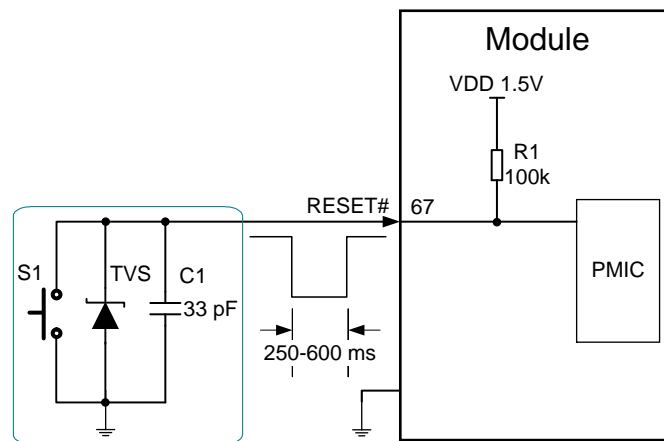 Module
VDD 1.5V
R1
100k
RESET#
67
PMIC
S1
TVS
C1
33 pF
250-600 ms